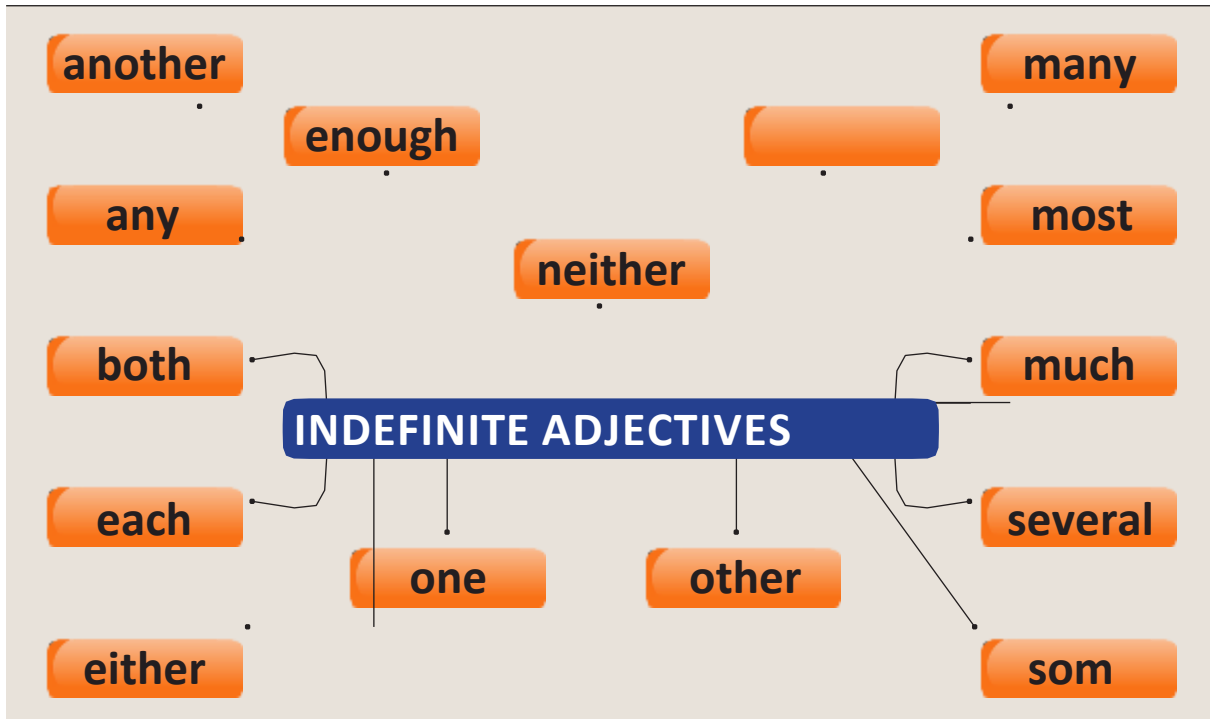 another
many
enough
any
most
neither
both
much
INDEFINITE ADJECTIVES
each
several
one
other
either
som